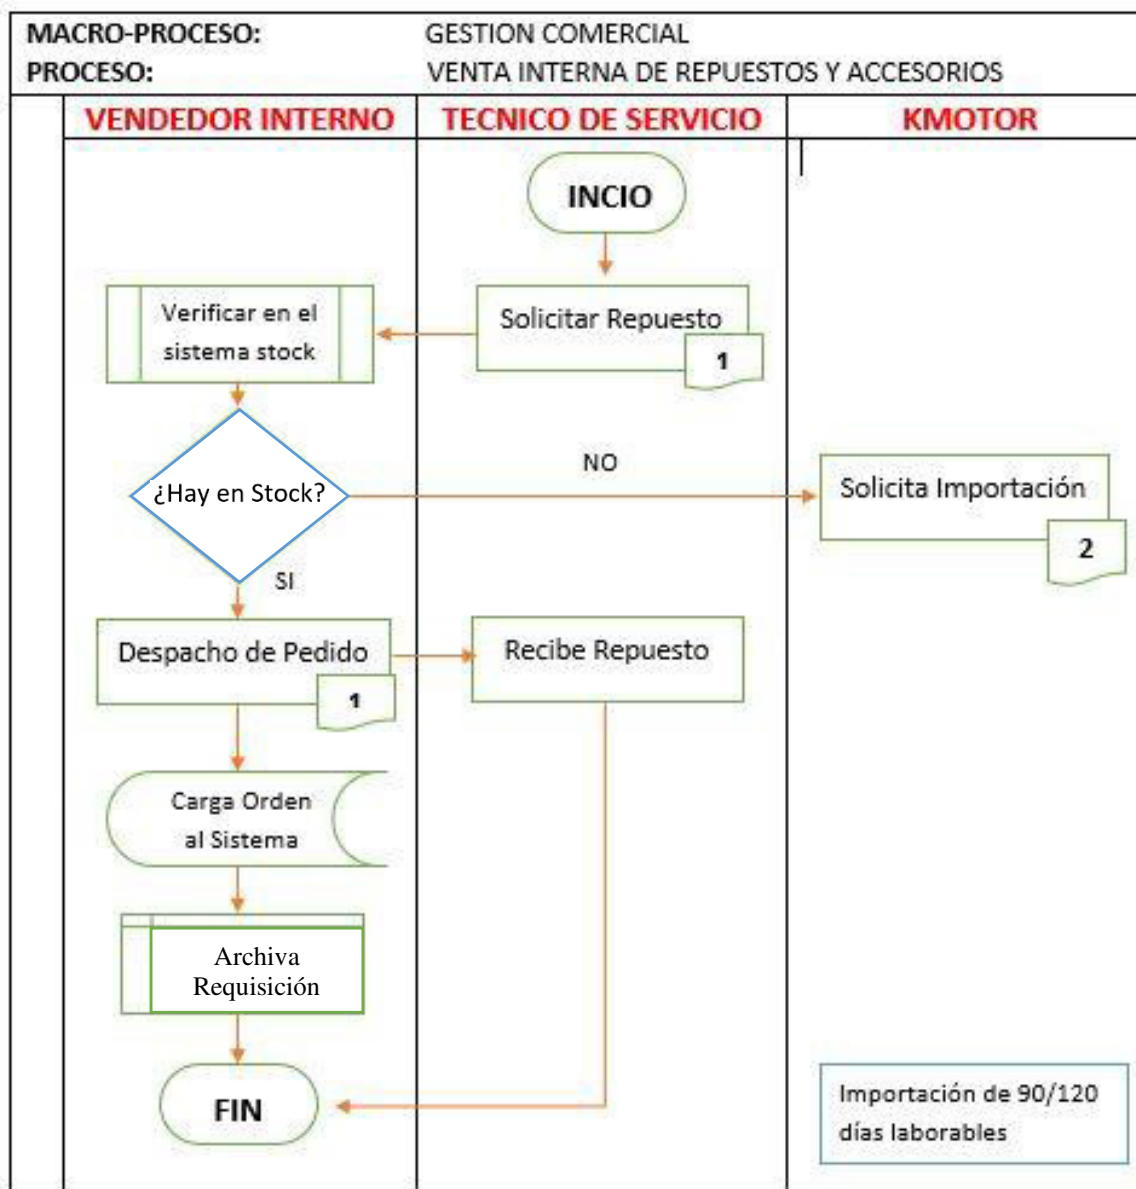 MACRO-PROCESO: GESTION COMERCIAL
PROCESO: VENTA INTERNA DE REPUESTOS Y ACCESORIOS
VENDEDOR INTERNO TECNICO DE SERVICIO KMOTOR
INCIO
Verificar en el
sistema stock
Solicitar Repuesto
1
¿Hay en Stock?
NO
Solicita Importación
2
SI
Despacho de Pedido
1
Recibe Repuesto
Carga Orden
al Sistema
Archiva
Requisición
FIN
Importación de 90/120
días laborables